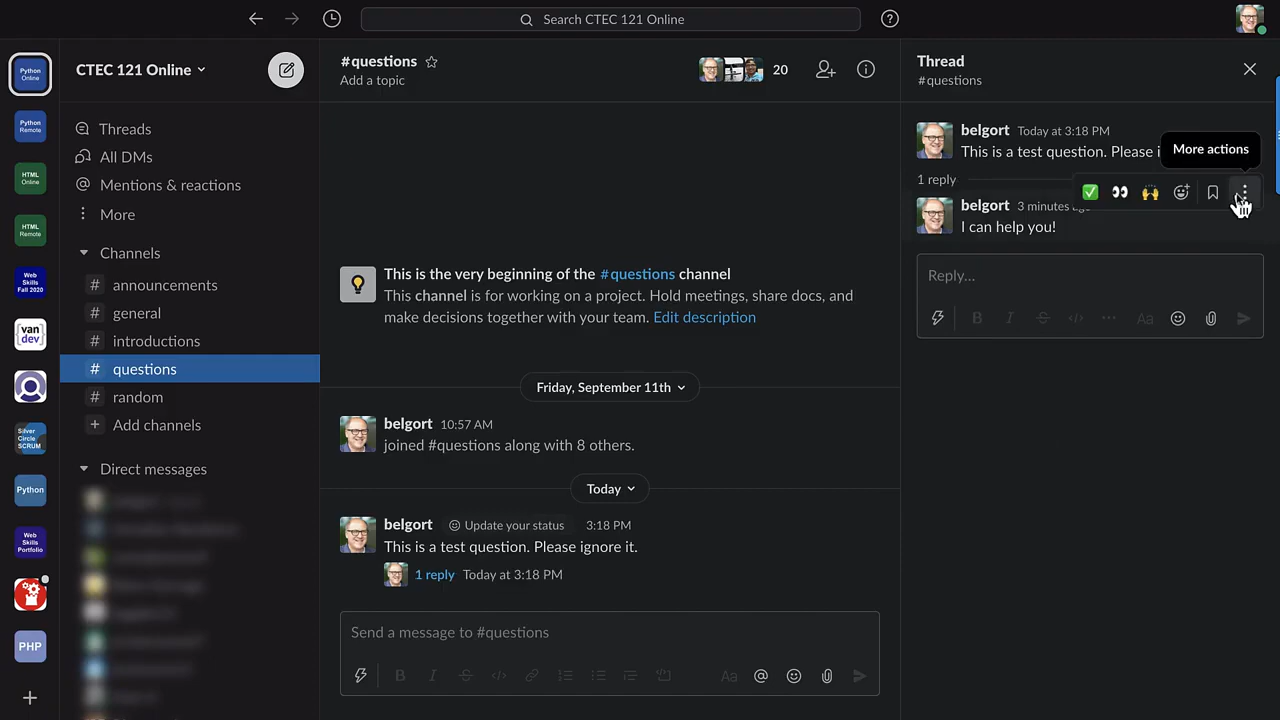 Search CTEC 121 Online
Python
Online
Python
Remote
HTML
Online
HTML
Remote
Web
Skills
Fall 2020
van
dev
Silver
Circle
SCRUM
Python
Web
Skills
Portfolio
PHP
CTEC 121 Online
Threads
All DMs
@ Mentions & reactions
More
Channels
# announcements
# general
# introductions
# questions
# random
+ Add channels
Direct messages
#questions
Add a topic
20
This is the very beginning of the #questions channel
This channel is for working on a project. Hold meetings, share docs, and
make decisions together with your team. Edit description
Friday, September 11th
belgort 10:57 AM
joined #questions along with 8 others.
Today
belgort Update your status 3:18 PM
This is a test question. Please ignore it.
1 reply Today at 3:18 PM
Send a message to #questions
B I S Aa @
Thread
#questions
belgort Today at 3:18 PM
This is a test question. Please i
More actions
1 reply
belgort 3 minutes
I can help you!
Reply...
B I S Aa